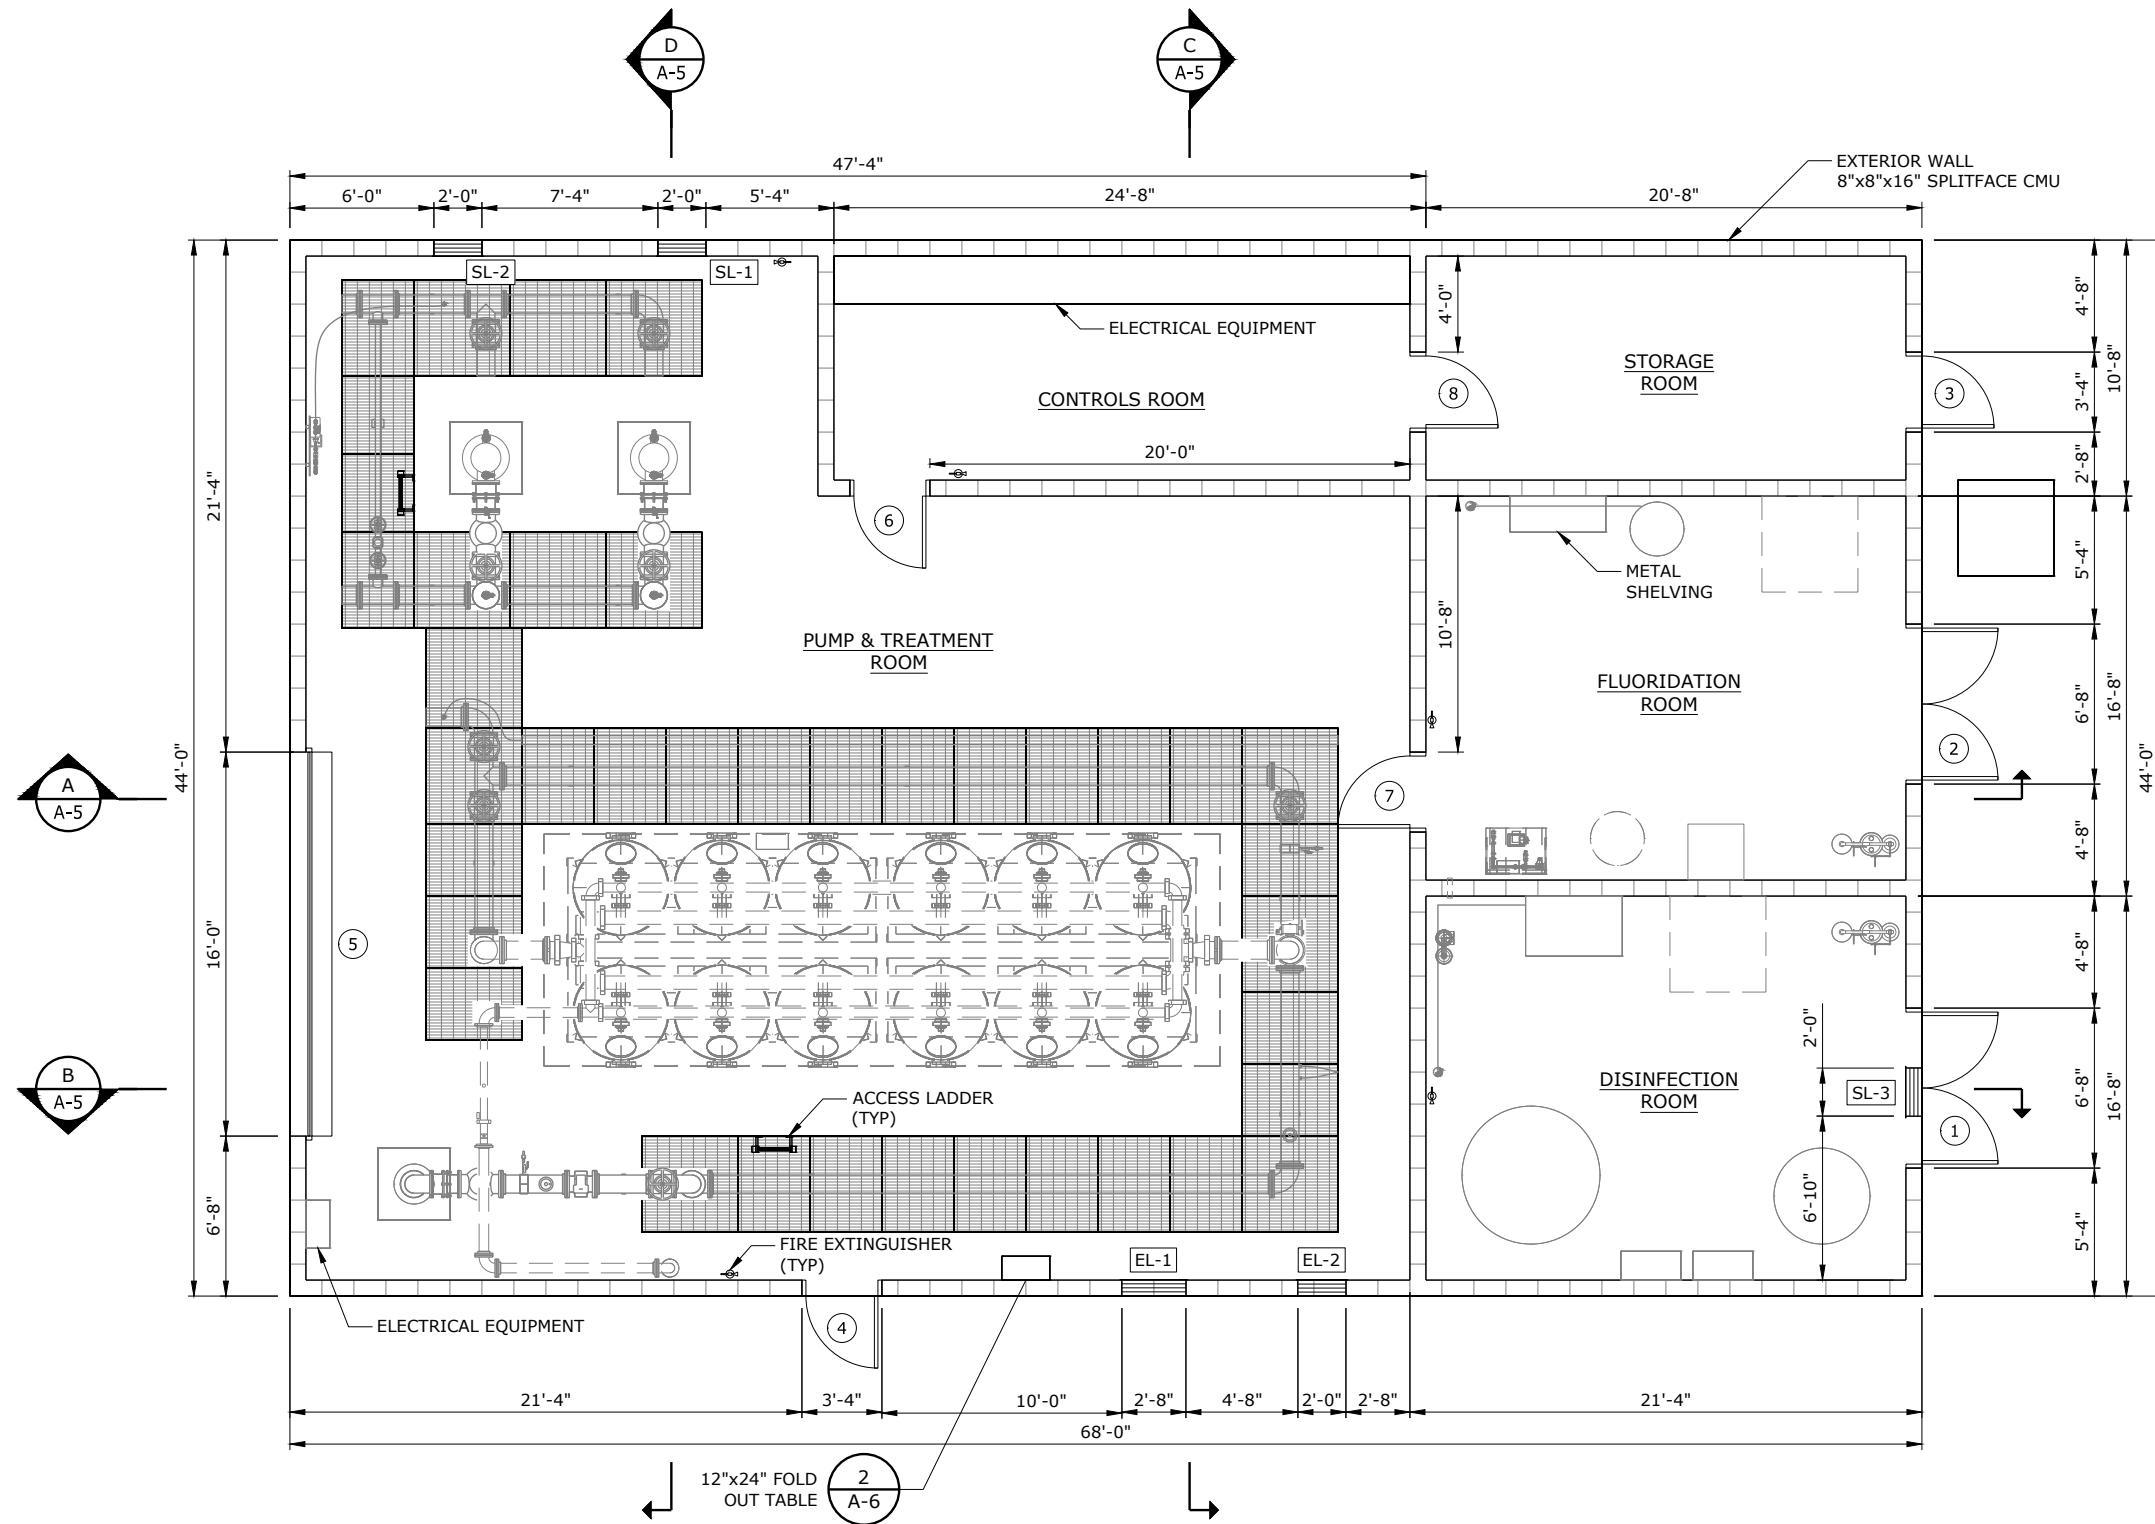 D
A-5
C
A-5
47'-4"
EXTERIOR WALL
8"x8"x16" SPLITFACE CMU
6'-0"
2'-0"
7'-4"
2'-0"
5'-4"
24'-8"
20'-8"
SL-2
SL-1
ELECTRICAL EQUIPMENT
4'-0"
4'-8"
10'-8"
STORAGE
ROOM
CONTROLS ROOM
8
3
3'-4"
20'-0"
2'-8"
21'-4"
6
METAL
SHELVING
5'-4"
10'-8"
PUMP & TREATMENT
ROOM
FLUORIDATION
ROOM
6'-8"
16'-8"
2
44'-0"
44'-0"
A
A-5
7
4'-8"
16'-0"
5
4'-8"
2'-0"
B
A-5
ACCESS LADDER
(TYP)
DISINFECTION
ROOM
SL-3
6'-8"
16'-8"
1
6'-10"
6'-8"
5'-4"
FIRE EXTINGUISHER
(TYP)
EL-1
EL-2
ELECTRICAL EQUIPMENT
4
21'-4"
3'-4"
10'-0"
2'-8"
4'-8"
2'-0"
2'-8"
21'-4"
68'-0"
12"x24" FOLD
OUT TABLE
2
A-6